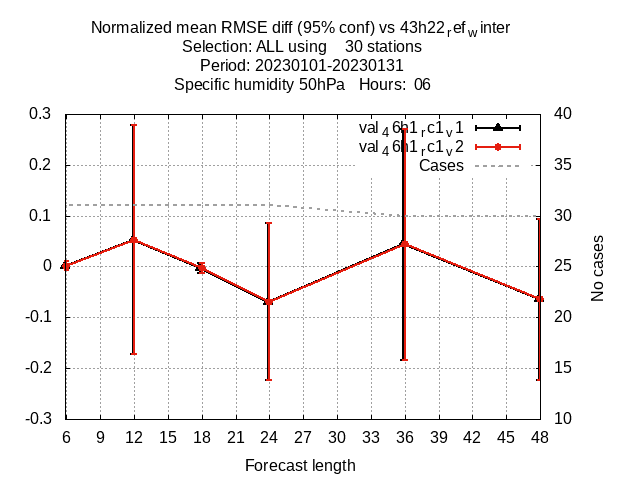 Normalized mean RMSE diff (95% conf) vs 43h22refwinter
Selection: ALL using    30 stations
Period: 20230101-20230131
Specific humidity 50hPa   Hours:  06
val46h1rc1v1
val46h1rc1v2
Cases
0.3
0.2
0.1
0
-0.1
-0.2
-0.3
40
35
30
25
20
15
10
No cases
6 9 12 15 18 21 24 27 30 33 36 39 42 45 48
Forecast length